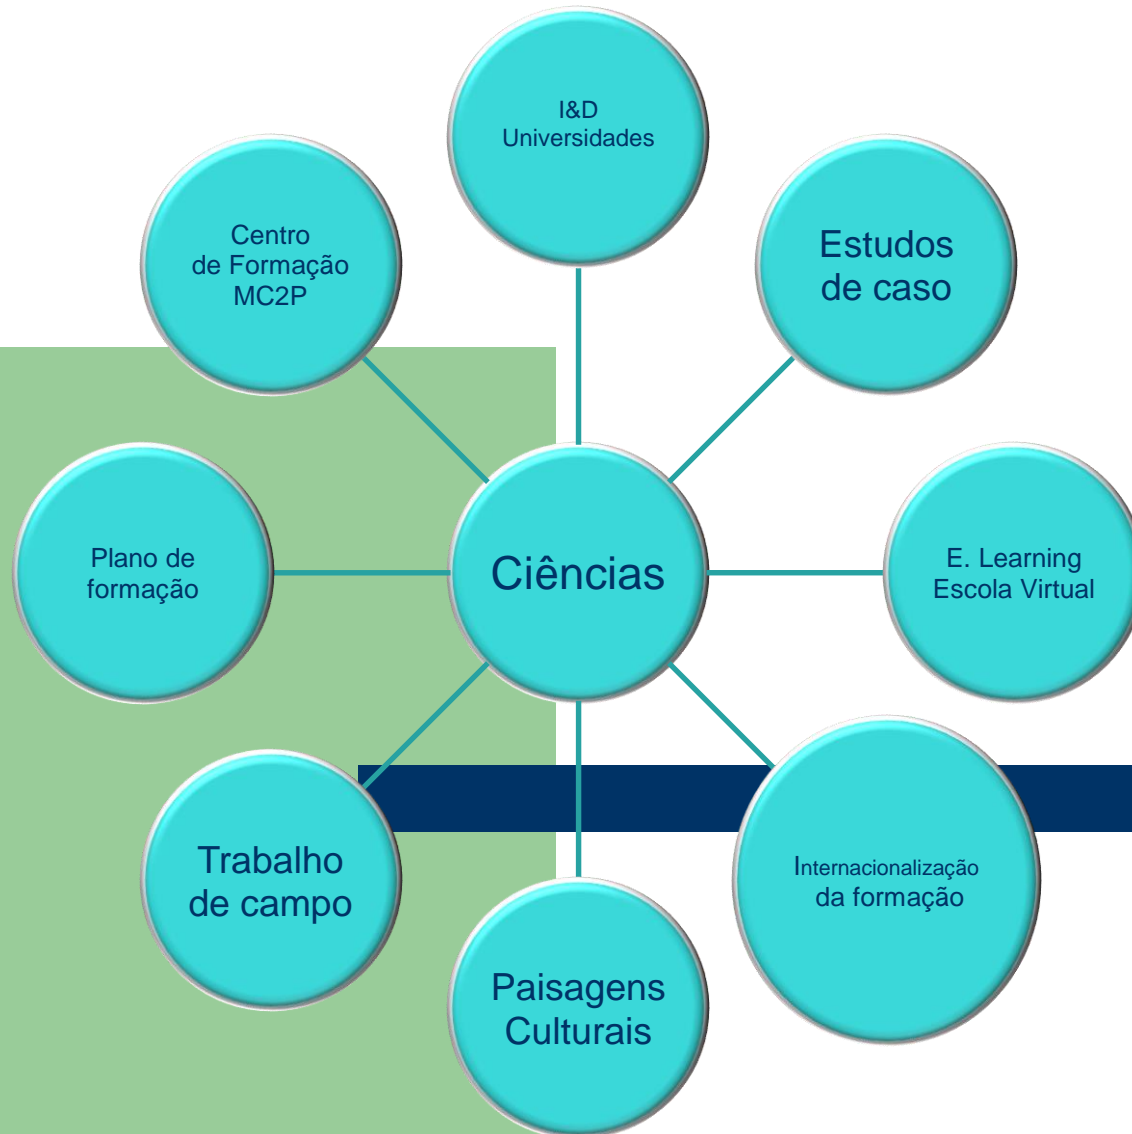 I&D
Universidades
Estudos
de caso
E. Learning
Escola Virtual
Internacionalização
da formação
Paisagens
Culturais
Trabalho
de campo
Plano de
formação
Centro
de Formação
MC2P
Ciências